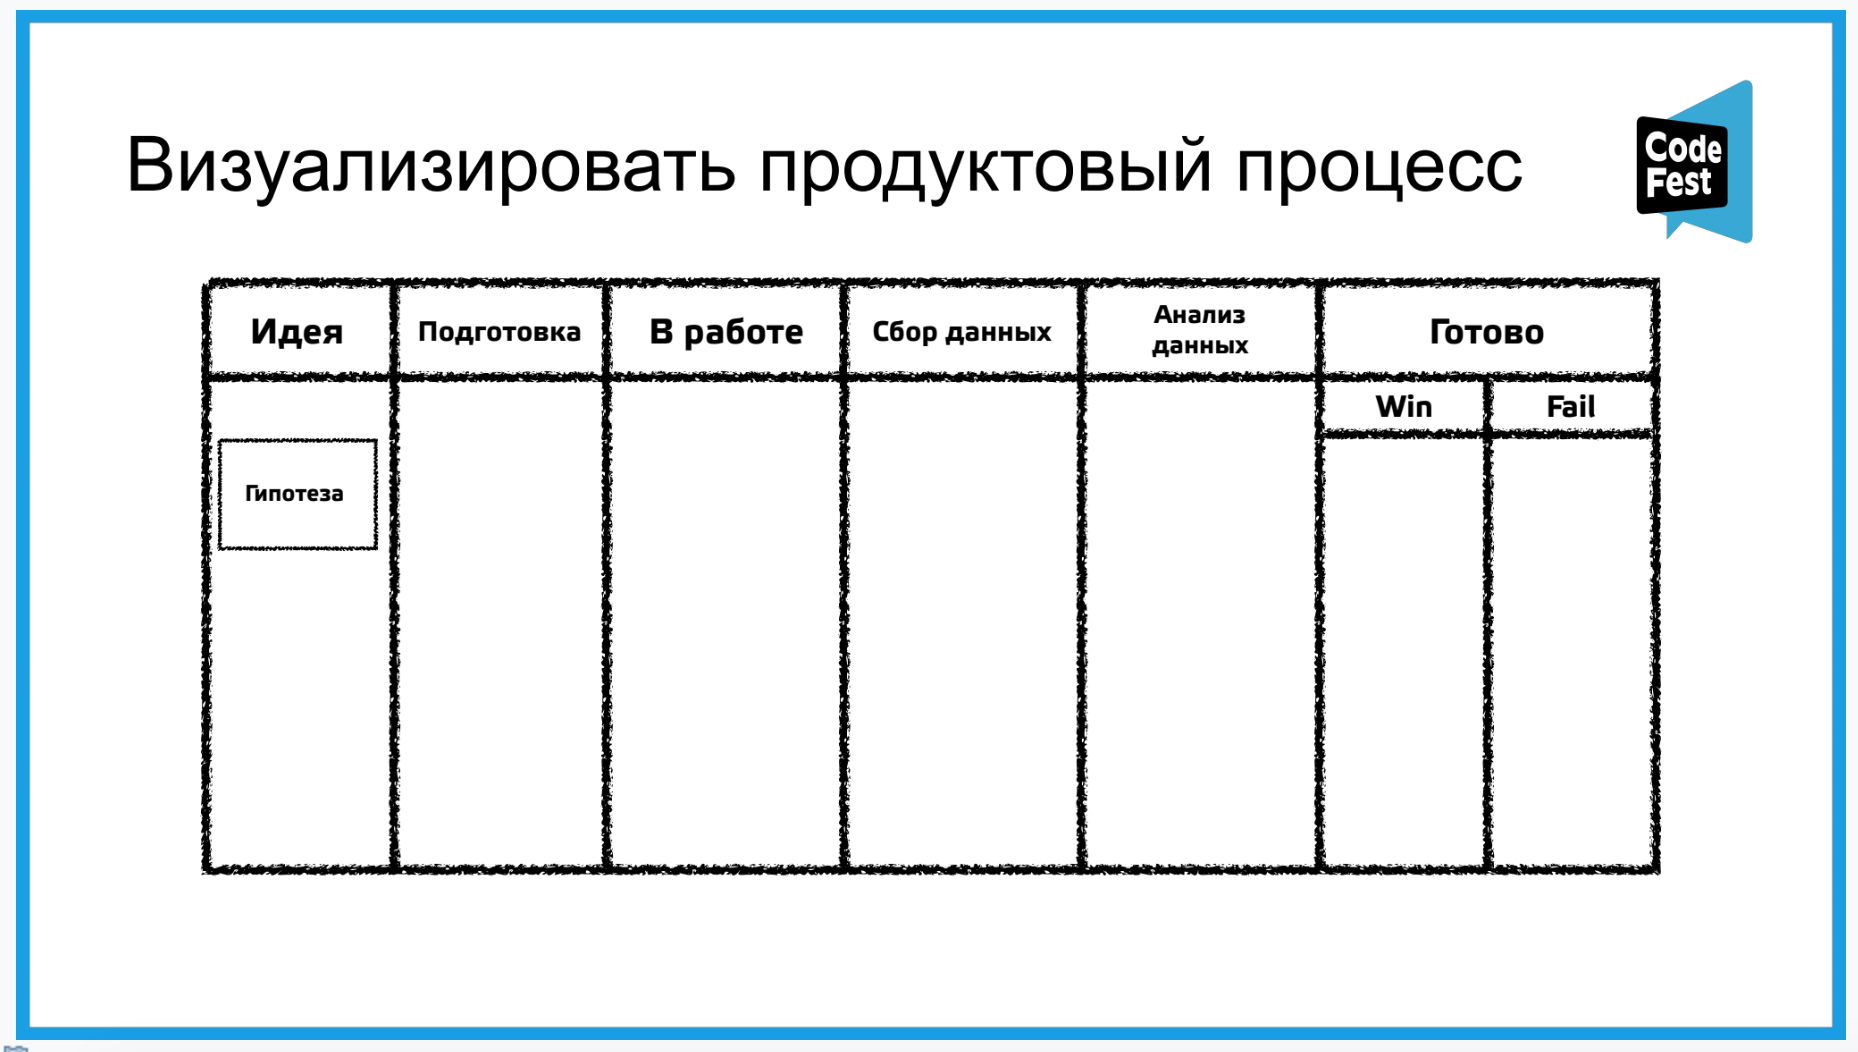 Визуализировать продуктовый процесс
Code
Fest
Идея
Подготовка
В работе
Сбор данных
Анализ
данных
Готово
Win
Fail
Гипотеза